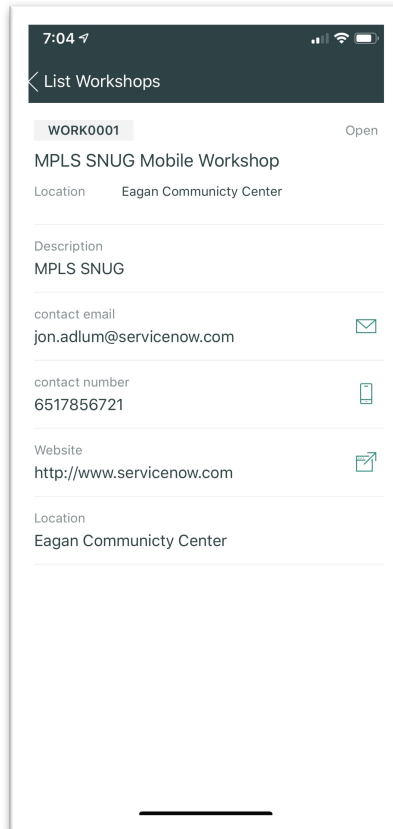 7:04
List Workshops
WORK0001 Open
MPLS SNUG Mobile Workshop
Location Eagan Communicty Center
Description
MPLS SNUG
contact email
jon.adlum@servicenow.com
contact number
6517856721
Website
http://www.servicenow.com
Location
Eagan Communicty Center